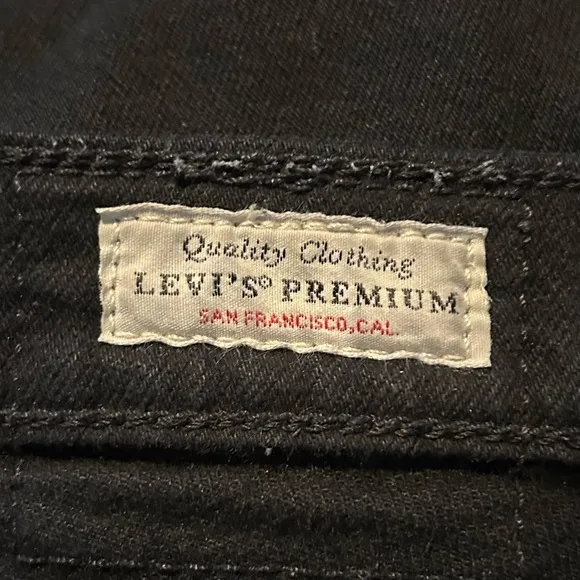 Quality Clothing
LEVI'S® PREMIUM
SAN FRANCISCO, CAL.